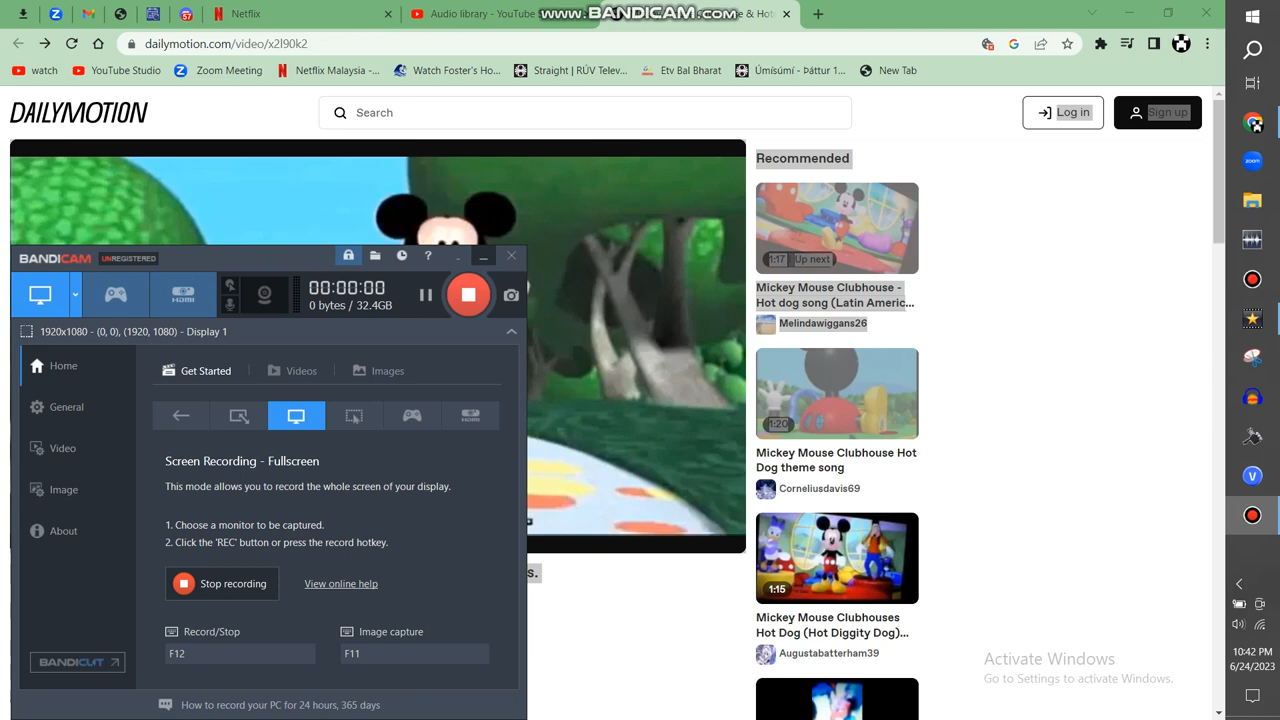 Netflix
Audio library - YouTube
www.BANDICAM.com
& Hot
dailymotion.com/video/x2l90k2
watch
YouTube Studio
Zoom Meeting
Netflix Malaysia -...
Watch Foster's Ho...
Straight | RÚV Telev...
Etv Bal Bharat
Úmísúmí - Þáttur 1...
New Tab
DAILYMOTION
Search
Log in
Sign up
Recommended
1:17 Up next
Mickey Mouse Clubhouse -
Hot dog song (Latin Americ...
Melindawiggans26
1:20
Mickey Mouse Clubhouse Hot
Dog theme song
Corneliusdavis69
1:15
Mickey Mouse Clubhouses
Hot Dog (Hot Diggity Dog)...
Augustabatterham39
s.
BANDICAM UNREGISTERED
00:00:00
0 bytes / 32.4GB
HDMI
1920x1080 - (0, 0), (1920, 1080) - Display 1
Home
General
Video
Image
About
Get Started
Videos
Images
HDMI
Screen Recording - Fullscreen
This mode allows you to record the whole screen of your display.
1. Choose a monitor to be captured.
2. Click the 'REC' button or press the record hotkey.
Stop recording
View online help
Record/Stop
Image capture
F12
F11
BANDICUT
How to record your PC for 24 hours, 365 days
Activate Windows
Go to Settings to activate Windows.
zoom
10:42 PM
6/24/2023